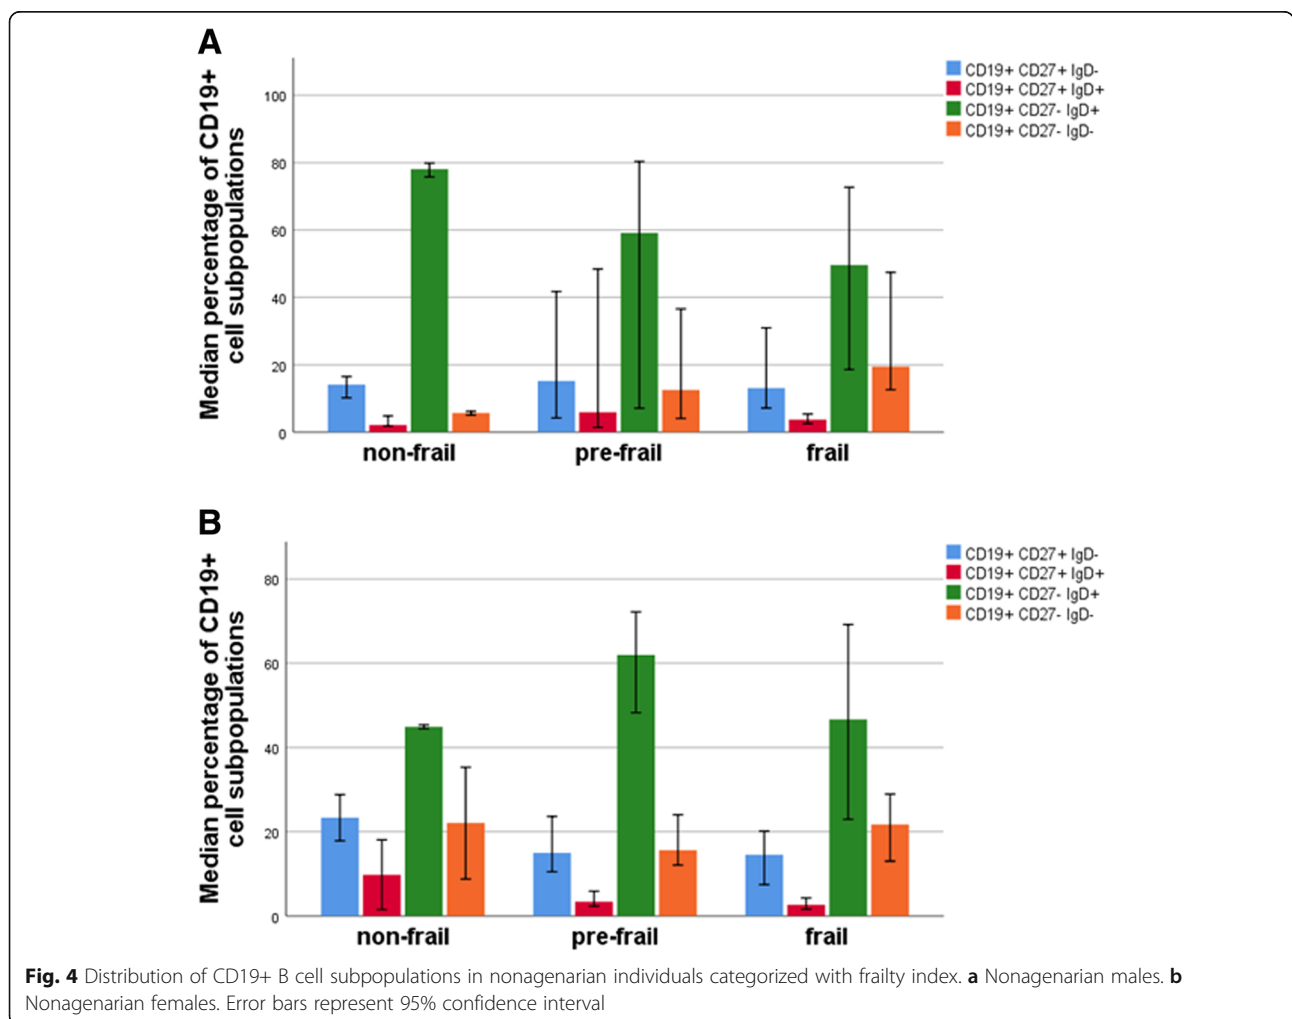 A
Median percentage of CD19+
cell subpopulations
100
80
60
40
20
0
non-frail pre-frail frail
CD19+ CD27+ IgD-
CD19+ CD27+ IgD+
CD19+ CD27- IgD+
CD19+ CD27- IgD-
B
Median percentage of CD19+
cell subpopulations
80
60
40
20
0
non-frail pre-frail frail
CD19+ CD27+ IgD-
CD19+ CD27+ IgD+
CD19+ CD27- IgD+
CD19+ CD27- IgD-
Fig. 4 Distribution of CD19+ B cell subpopulations in nonagenarian individuals categorized with frailty index. a Nonagenarian males. b
Nonagenarian females. Error bars represent 95% confidence interval